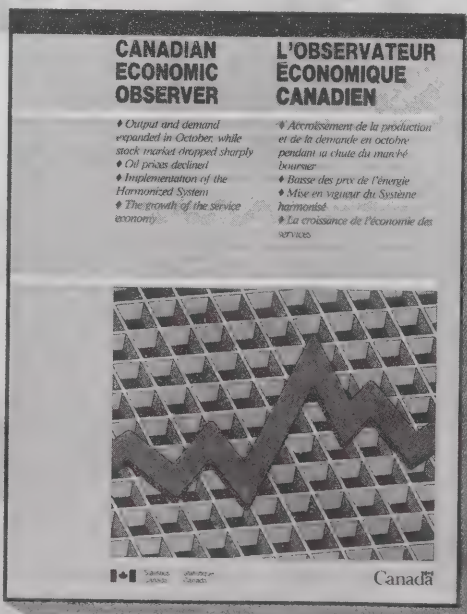 CANADIAN
ECONOMIC
OBSERVER
♦ Output and demand
expanded in October, while
stock market dropped sharply
♦ Oil prices declined
♦ Implementation of the
Harmonized System
♦ The growth of the service
economy
L'OBSERVATEUR
ÉCONOMIQUE
CANADIEN
♦ Accroissement de la production
et de la demande en octobre
pendant la chute du marché
boursier
♦ Baisse des prix de l'énergie
♦ Mise en vigueur du Système
harmonisé
♦ La croissance de l'économie des
services
Canada